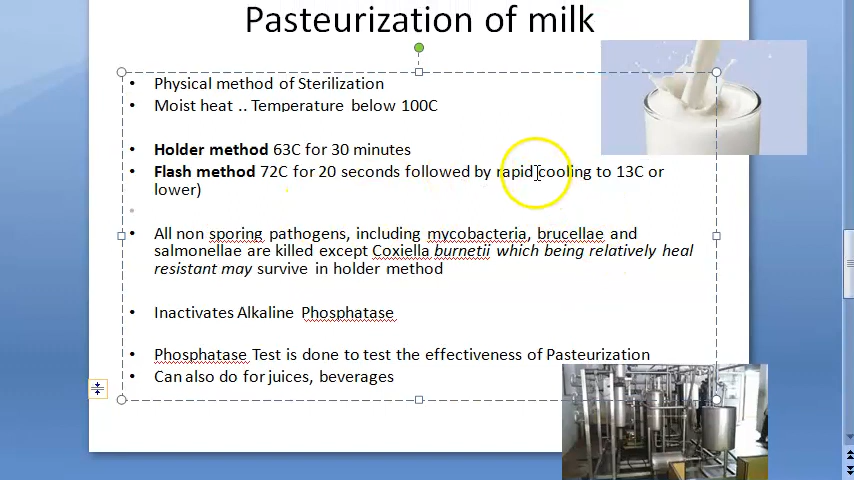 Pasteurization of milk
• Physical method of Sterilization
• Moist heat .. Temperature below 100C
• Holder method 63C for 30 minutes
• Flash method 72C for 20 seconds followed by rapid cooling to 13C or
lower)
•
• All non sporing pathogens, including mycobacteria, brucellae and
salmonellae are killed except Coxiella burnetii which being relatively heal
resistant may survive in holder method
• Inactivates Alkaline Phosphatase
• Phosphatase Test is done to test the effectiveness of Pasteurization
• Can also do for juices, beverages